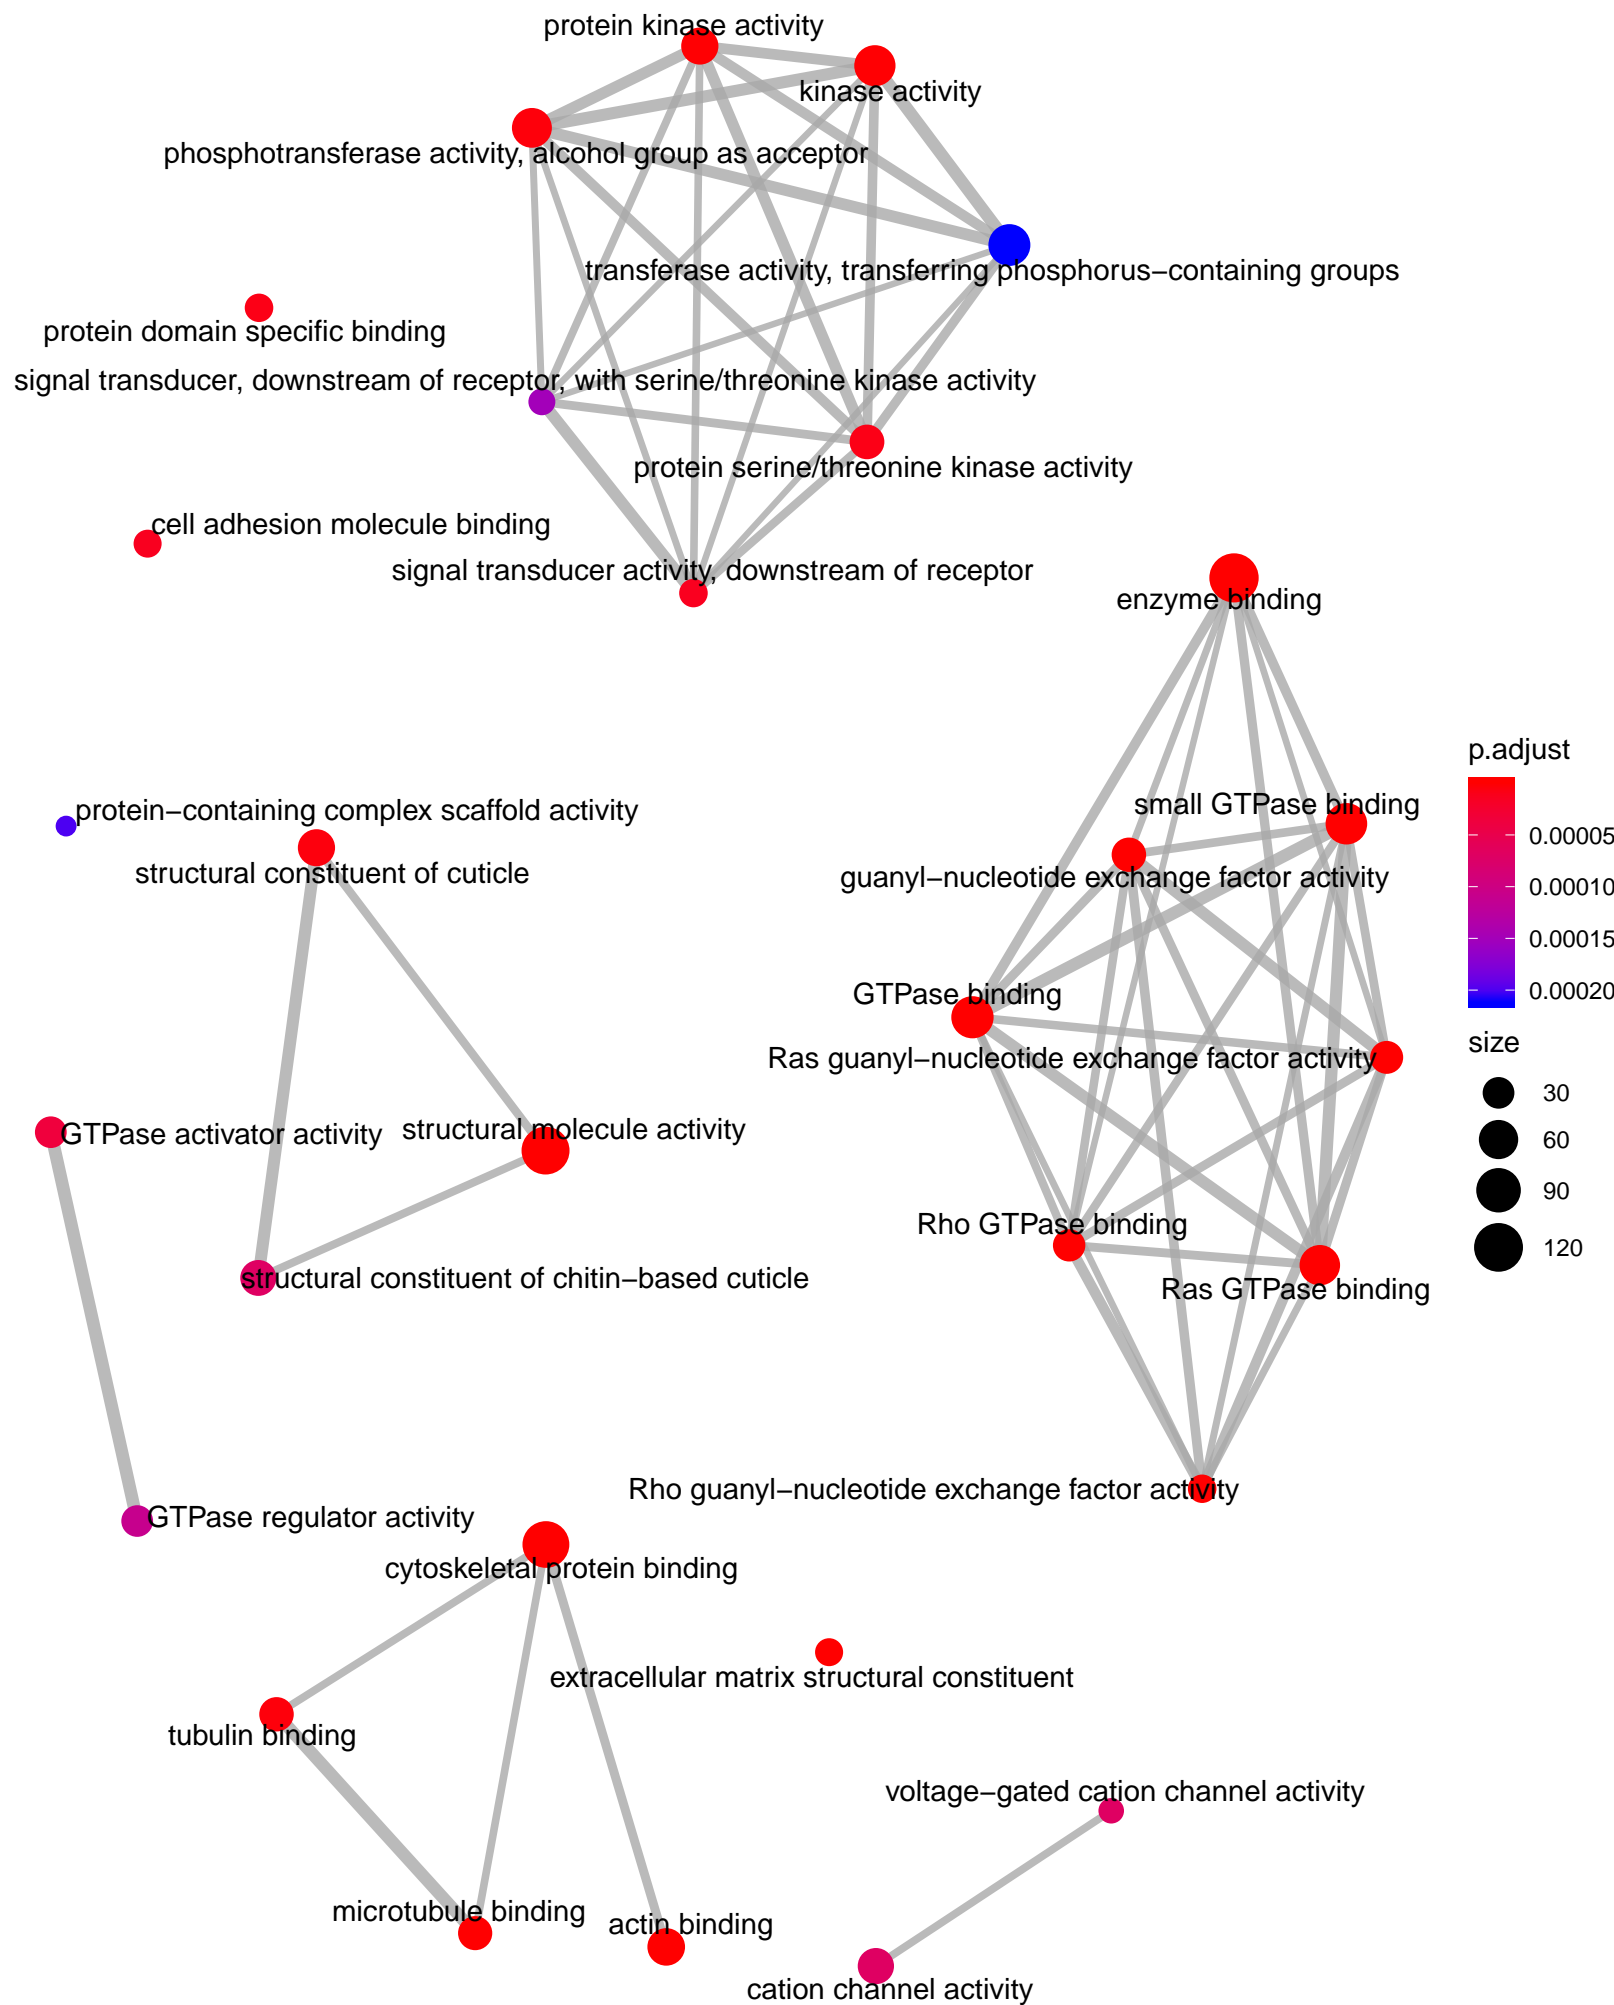 protein kinase activity
kinase activity
phosphotransferase activity, alcohol group as acceptor
transferase activity, transferring phosphorus−containing groups
protein domain specific binding
signal transducer, downstream of receptor, with serine/threonine kinase activity
protein serine/threonine kinase activity
cell adhesion molecule binding
signal transducer activity, downstream of receptor
enzyme binding
protein−containing complex scaffold activity
structural constituent of cuticle
small GTPase binding
guanyl−nucleotide exchange factor activity
GTPase binding
Ras guanyl−nucleotide exchange factor activity
GTPase activator activity
structural molecule activity
Rho GTPase binding
Ras GTPase binding
structural constituent of chitin−based cuticle
Rho guanyl−nucleotide exchange factor activity
GTPase regulator activity
cytoskeletal protein binding
extracellular matrix structural constituent
tubulin binding
voltage−gated cation channel activity
microtubule binding
actin binding
cation channel activity
p.adjust
0.00005
0.00010
0.00015
0.00020
size
30
60
90
120